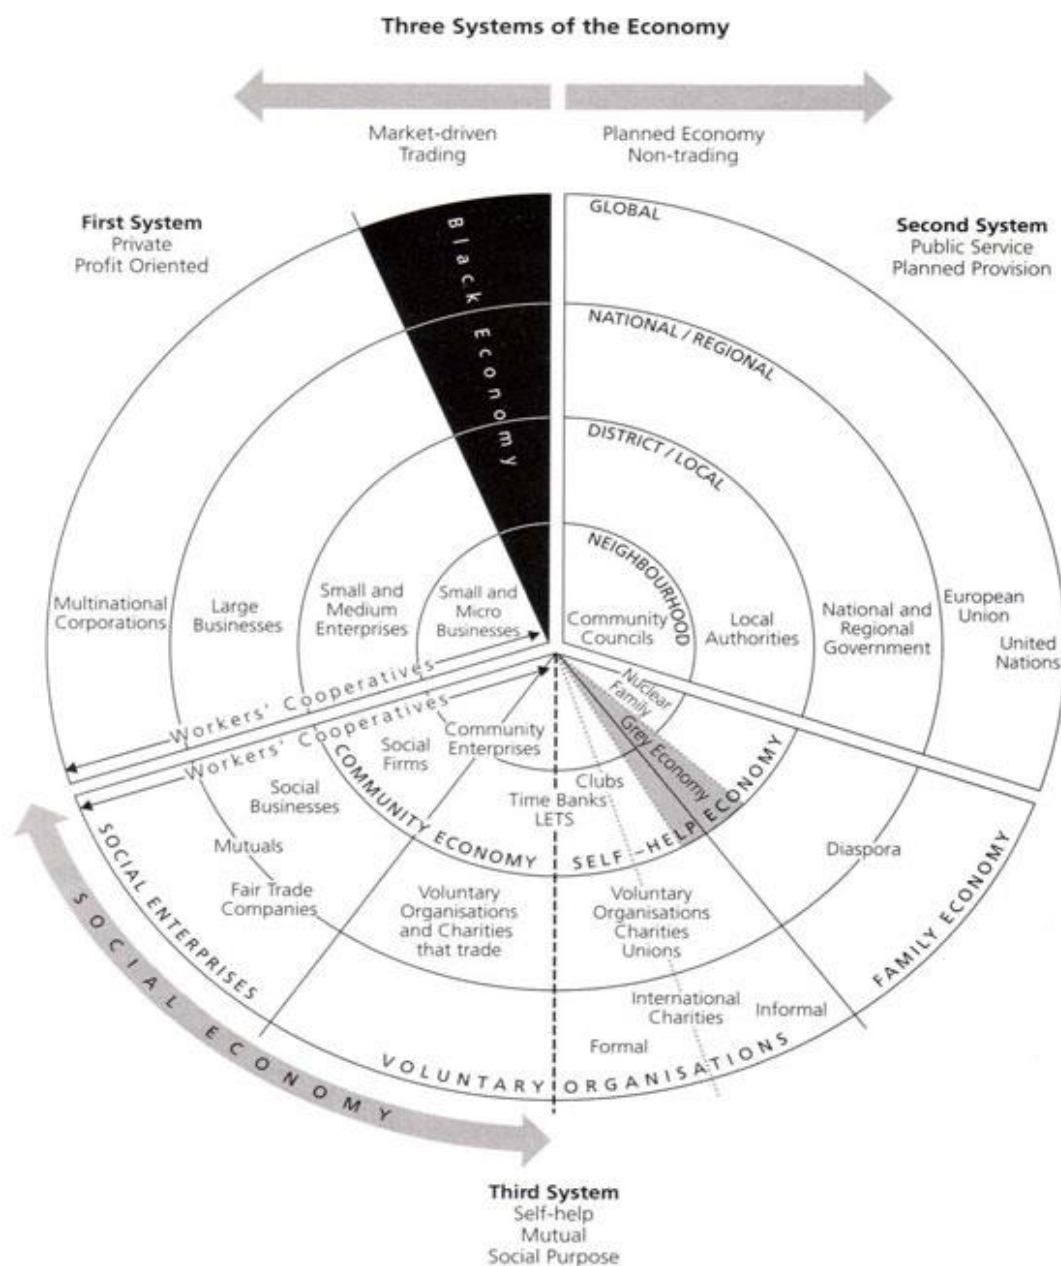 Three Systems of the Economy
Market-driven
Trading
Planned Economy
Non-trading
First System
Private
Profit Oriented
Second System
Public Service
Planned Provision
Black Economy
GLOBAL
NATIONAL / REGIONAL
DISTRICT / LOCAL
NEIGHBOURHOOD
Multinational
Corporations
Large
Businesses
Small and
Medium
Enterprises
Small and
Micro
Businesses
Community
Councils
Local
Authorities
National and
Regional
Government
European
Union
United
Nations
Workers' Cooperatives
Workers' Cooperatives
Nuclear
Family
Grey Economy
Community
Enterprises
Social
Firms
Social
Businesses
Mutuals
Fair Trade
Companies
Clubs
Time Banks
LETS
COMMUNITY ECONOMY
SELF-HELP ECONOMY
Diaspora
Voluntary
Organisations
and Charities
that trade
Voluntary
Organisations
Charities
Unions
International
Charities
Informal
Formal
SOCIAL ENTERPRISES
VOLUNTARY ORGANISATIONS
FAMILY ECONOMY
SOCIAL ECONOMY
Third System
Self-help
Mutual
Social Purpose